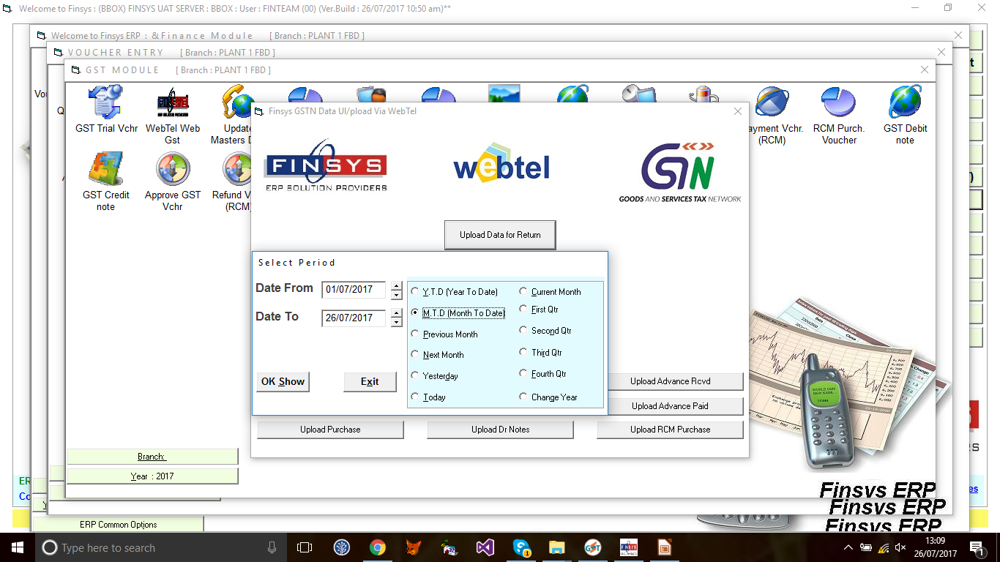 Welcome to Finsys : (BBOX) FINSYS UAT SERVER : BBOX : User : FINTEAM (00) (Ver.Build : 26/07/2017 10:50 am)**
Welcome to Finsys ERP : & Finance Module [ Branch : PLANT 1 FBD ]
VOUCHER ENTRY [ Branch : PLANT 1 FBD ]
GST MODULE [ Branch : PLANT 1 FBD ]
GST Trial Vchr
WebTel Web
Gst
Update
Masters D
Finsys GSTN Data Ul/pload Via WebTel
ayment Vchr.
(RCM)
RCM Purch.
Voucher
GST Debit
note
GST Credit
note
Approve GST
Vchr
Refund V
(RCM
FINSYS
ERP SOLUTION PROVIDERS
webtel
GSTN
GOODS AND SERVICES TAX NETWORK
Upload Data for Return
Select Period
Date From 01/07/2017
Date To 26/07/2017
Y.T.D (Year To Date)
M.T.D (Month To Date)
Previous Month
Next Month
Yesterday
Today
Current Month
First Qtr
Second Qtr
Third Qtr
Fourth Qtr
Change Year
OK Show
Exit
Upload Advance Rcvd
Upload Advance Paid
Upload Purchase
Upload Dr Notes
Upload RCM Purchase
Branch:
Year : 2017
ERP Common Options
Finsys ERP
Finsys ERP
Finsys ERP
Type here to search
13:09
26/07/2017